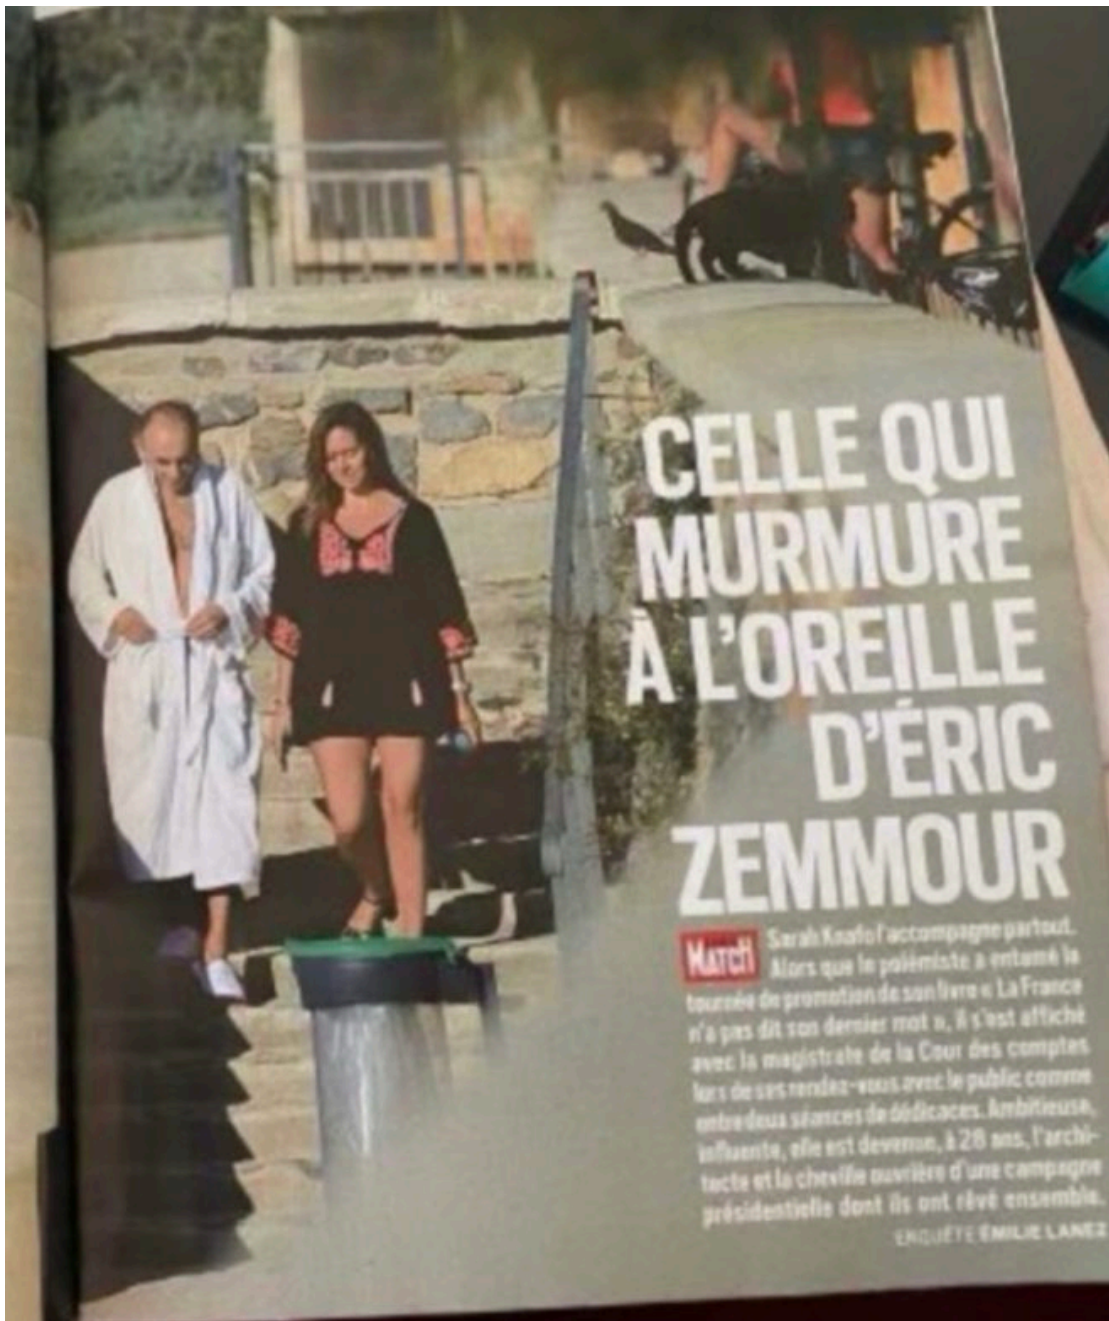 CELLE QUI
MURMURE
À L'OREILLE
D'ÉRIC
ZEMMOUR
MATCH
Sarah Knafo l'accompagne partout.
Alors que le polémiste a entamé la
tournée de promotion de son livre « La France
n'a pas dit son dernier mot », il s'est affiché
avec la magistrate de la Cour des comptes
lors de ses rendez-vous avec le public comme
entre deux séances de dédicaces. Ambitieuse,
influente, elle est devenue, à 28 ans, l'archi-
tecte et la cheville ouvrière d'une campagne
présidentielle dont ils ont rêvé ensemble.
ENQUÊTE ÉMILIE LANEZ